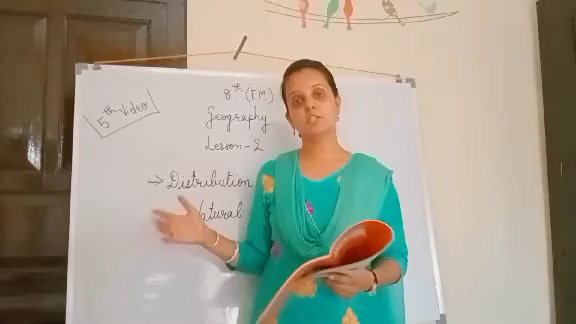 5th Video
8th (EM)
Geography
Lesson - 2
→ Distribution